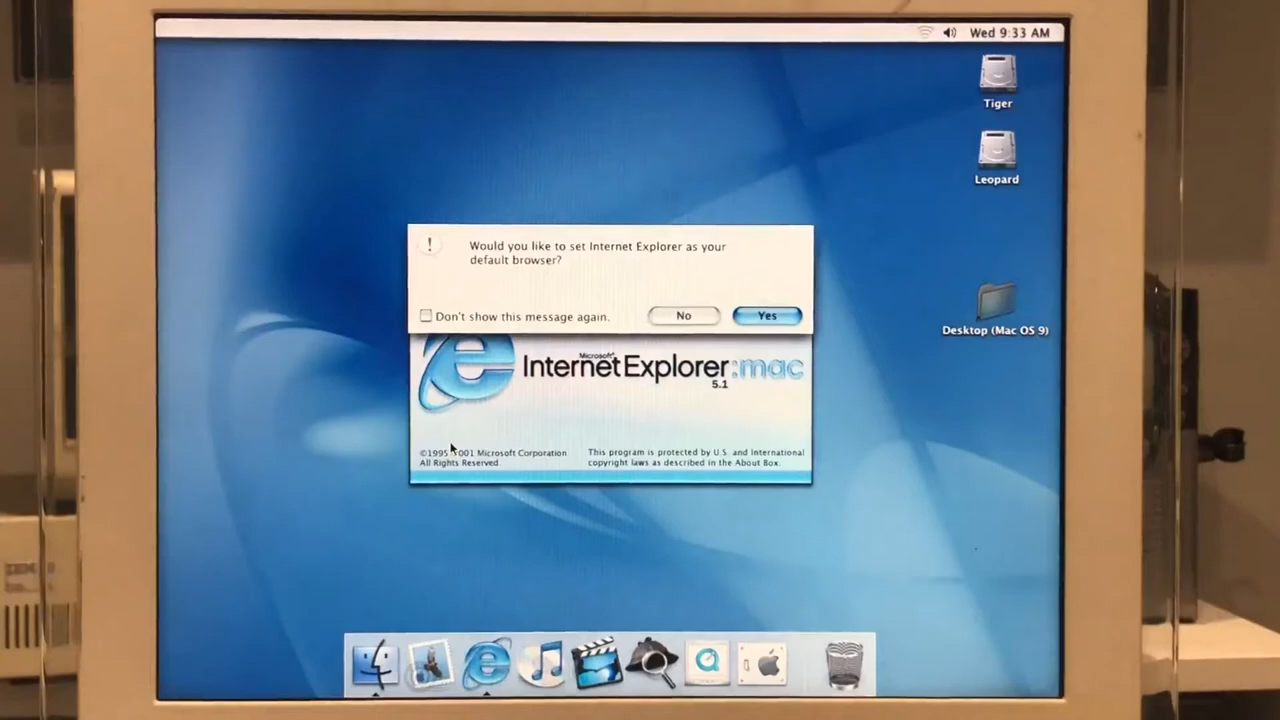 Wed 9:33 AM
Tiger
Leopard
Would you like to set Internet Explorer as your
default browser?
Don't show this message again.
No
Yes
Microsoft
Internet Explorer:mac
5.1
©1995 Microsoft Corporation
All Rights Reserved.
This program is protected by U.S. and International
copyright laws as described in the About Box.
Desktop (Mac OS 9)